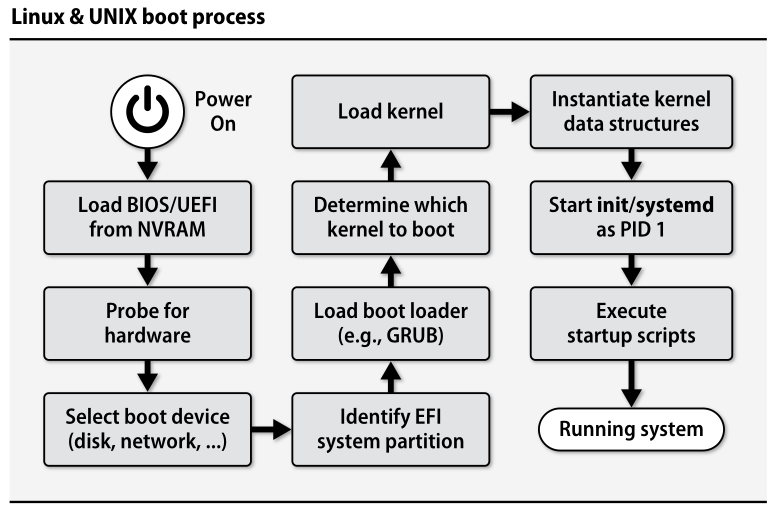 Linux & UNIX boot process
Power
On
Load BIOS/UEFI
from NVRAM
Probe for
hardware
Select boot device
(disk, network, ...)
Identify EFI
system partition
Load boot loader
(e.g., GRUB)
Determine which
kernel to boot
Load kernel
Instantiate kernel
data structures
Start init/systemd
as PID 1
Execute
startup scripts
Running system